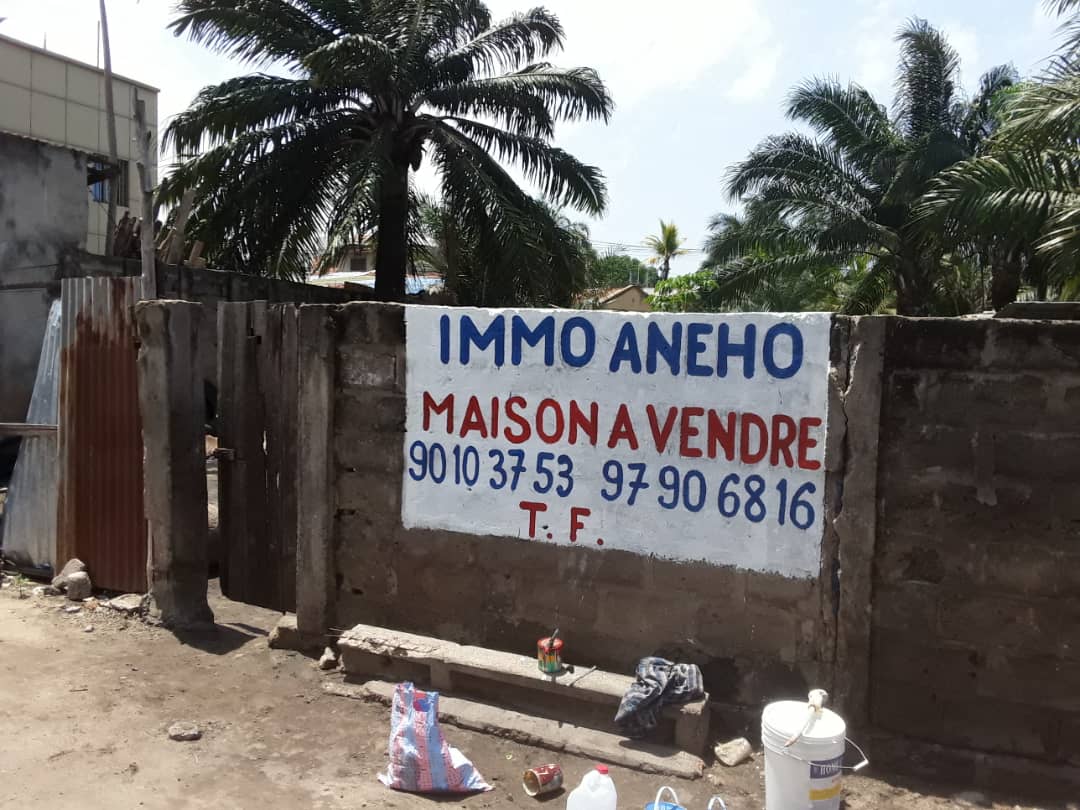 IMMO ANEHO
MAISON A VENDRE
90 10 37 53 97 90 68 16
T. F.